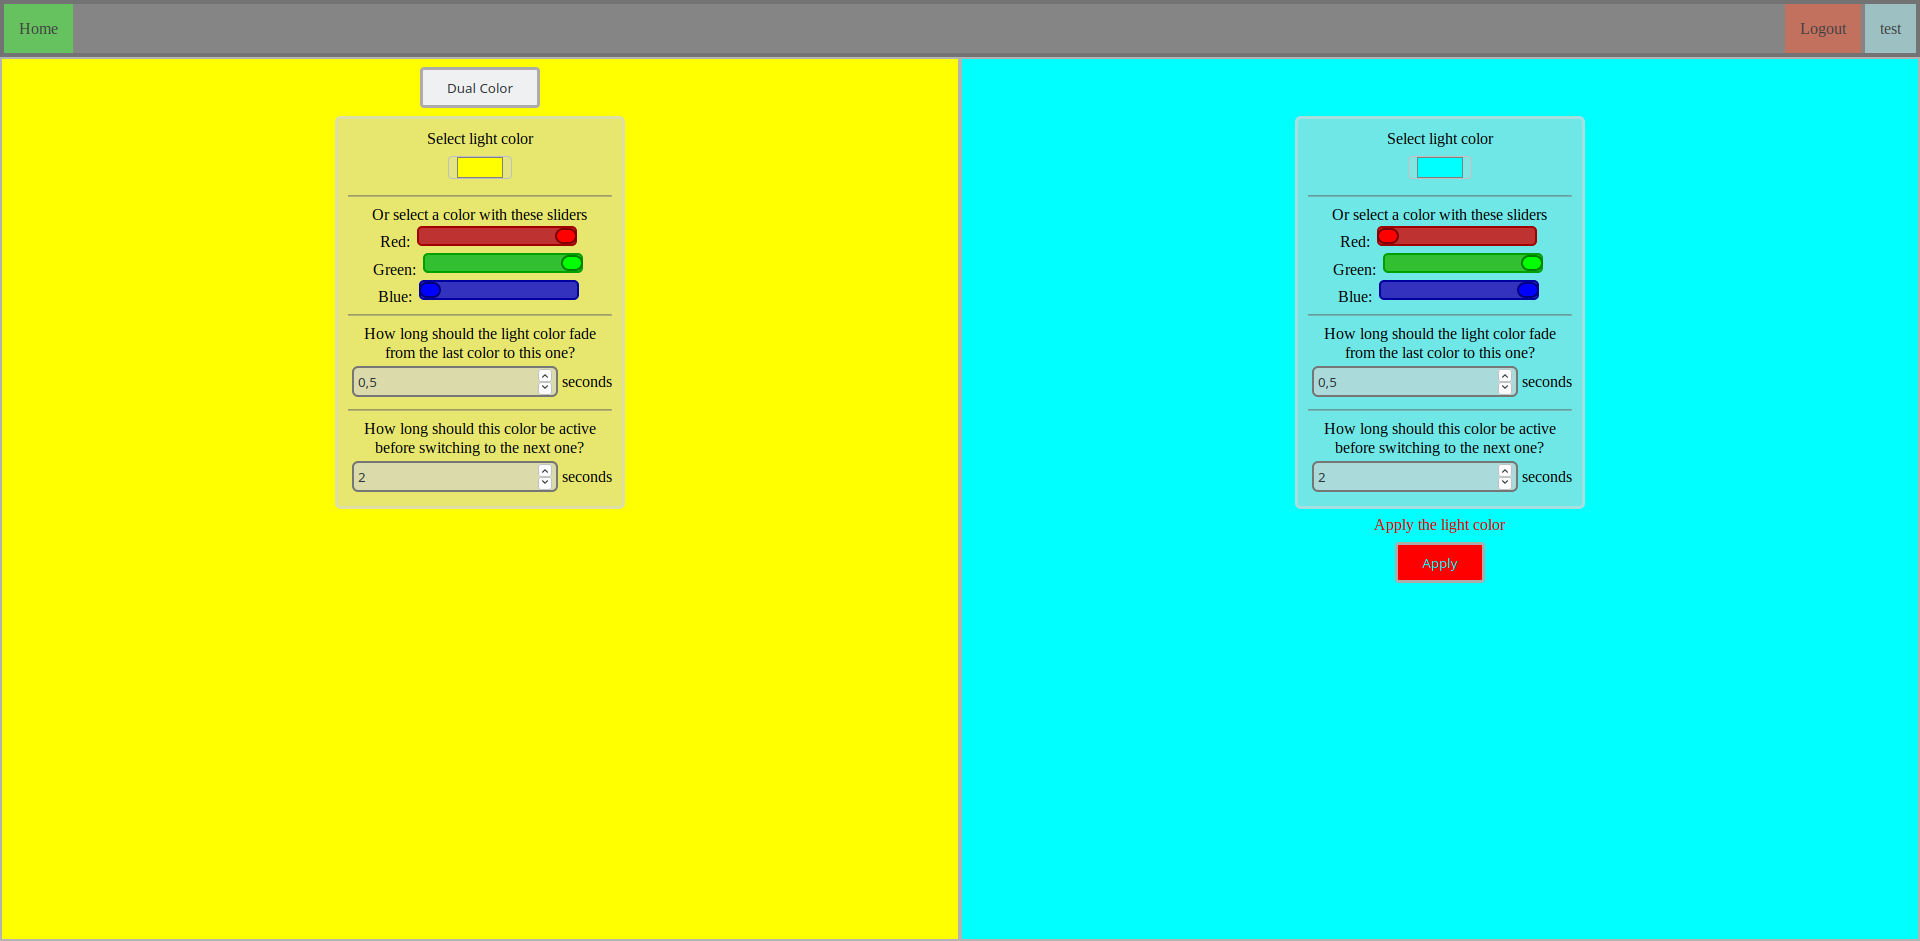 Home
Logout
test
Dual Color
Select light color
Or select a color with these sliders
Red:
Green:
Blue:
How long should the light color fade
from the last color to this one?
0,5 seconds
How long should this color be active
before switching to the next one?
2 seconds
Select light color
Or select a color with these sliders
Red:
Green:
Blue:
How long should the light color fade
from the last color to this one?
0,5 seconds
How long should this color be active
before switching to the next one?
2 seconds
Apply the light color
Apply